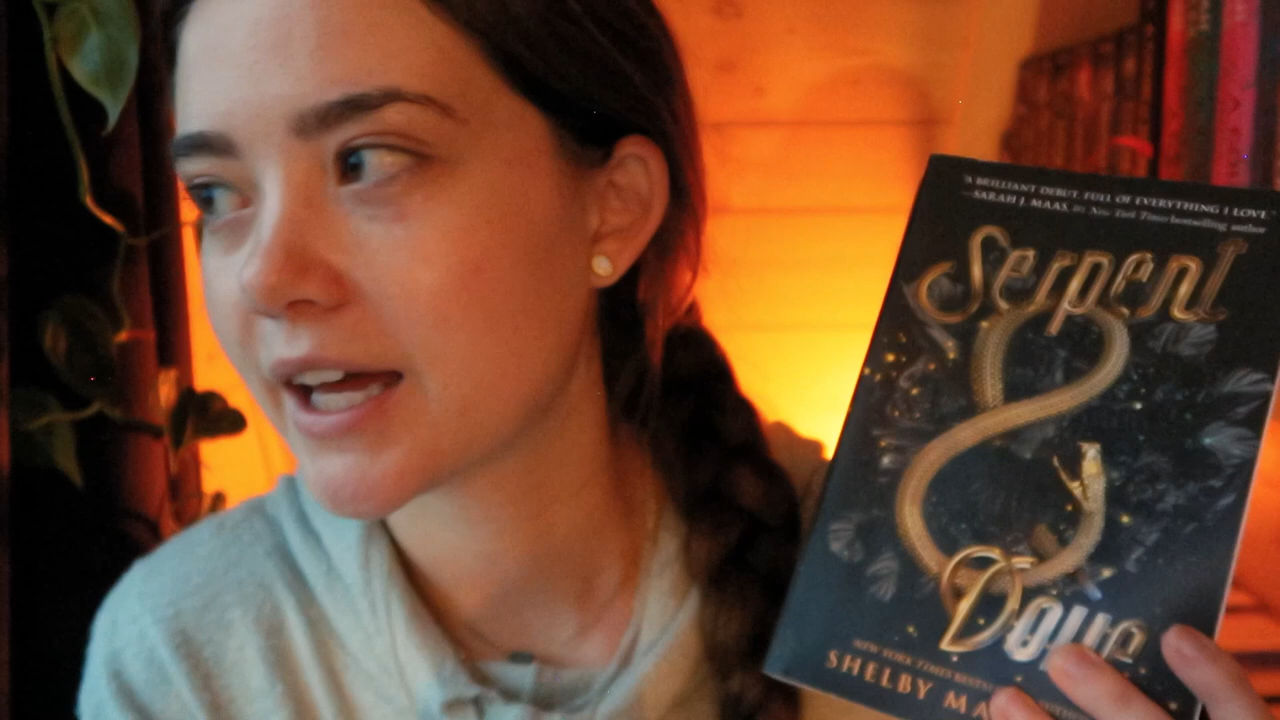 "A BRILLIANT DEBUT, FULL OF EVERYTHING I LOVE."
—SARAH J. MAAS, #1 New York Times bestselling author
Serpent
&
Dove
NEW YORK TIMES
SHELBY MA